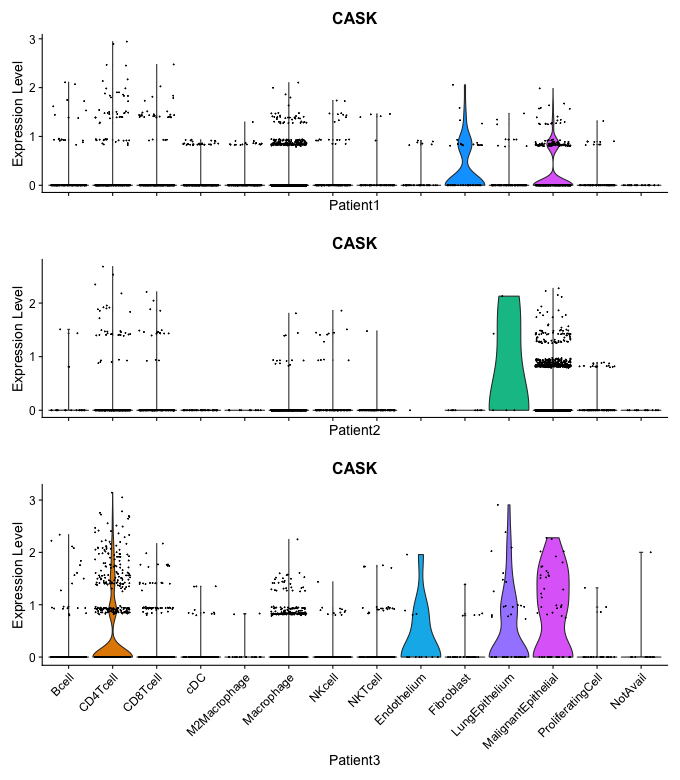 CASK
Expression Level
3
2
1
0
Patient1
CASK
Expression Level
2
1
0
Patient2
CASK
Expression Level
3
2
1
0
Bcell
CD4Tcell
CD8Tcell
cDC
M2Macrophage
Macrophage
NKcell
NKTcell
Endothelium
Fibroblast
LungEpithelium
MalignantEpithelial
ProliferatingCell
NotAvail
Patient3